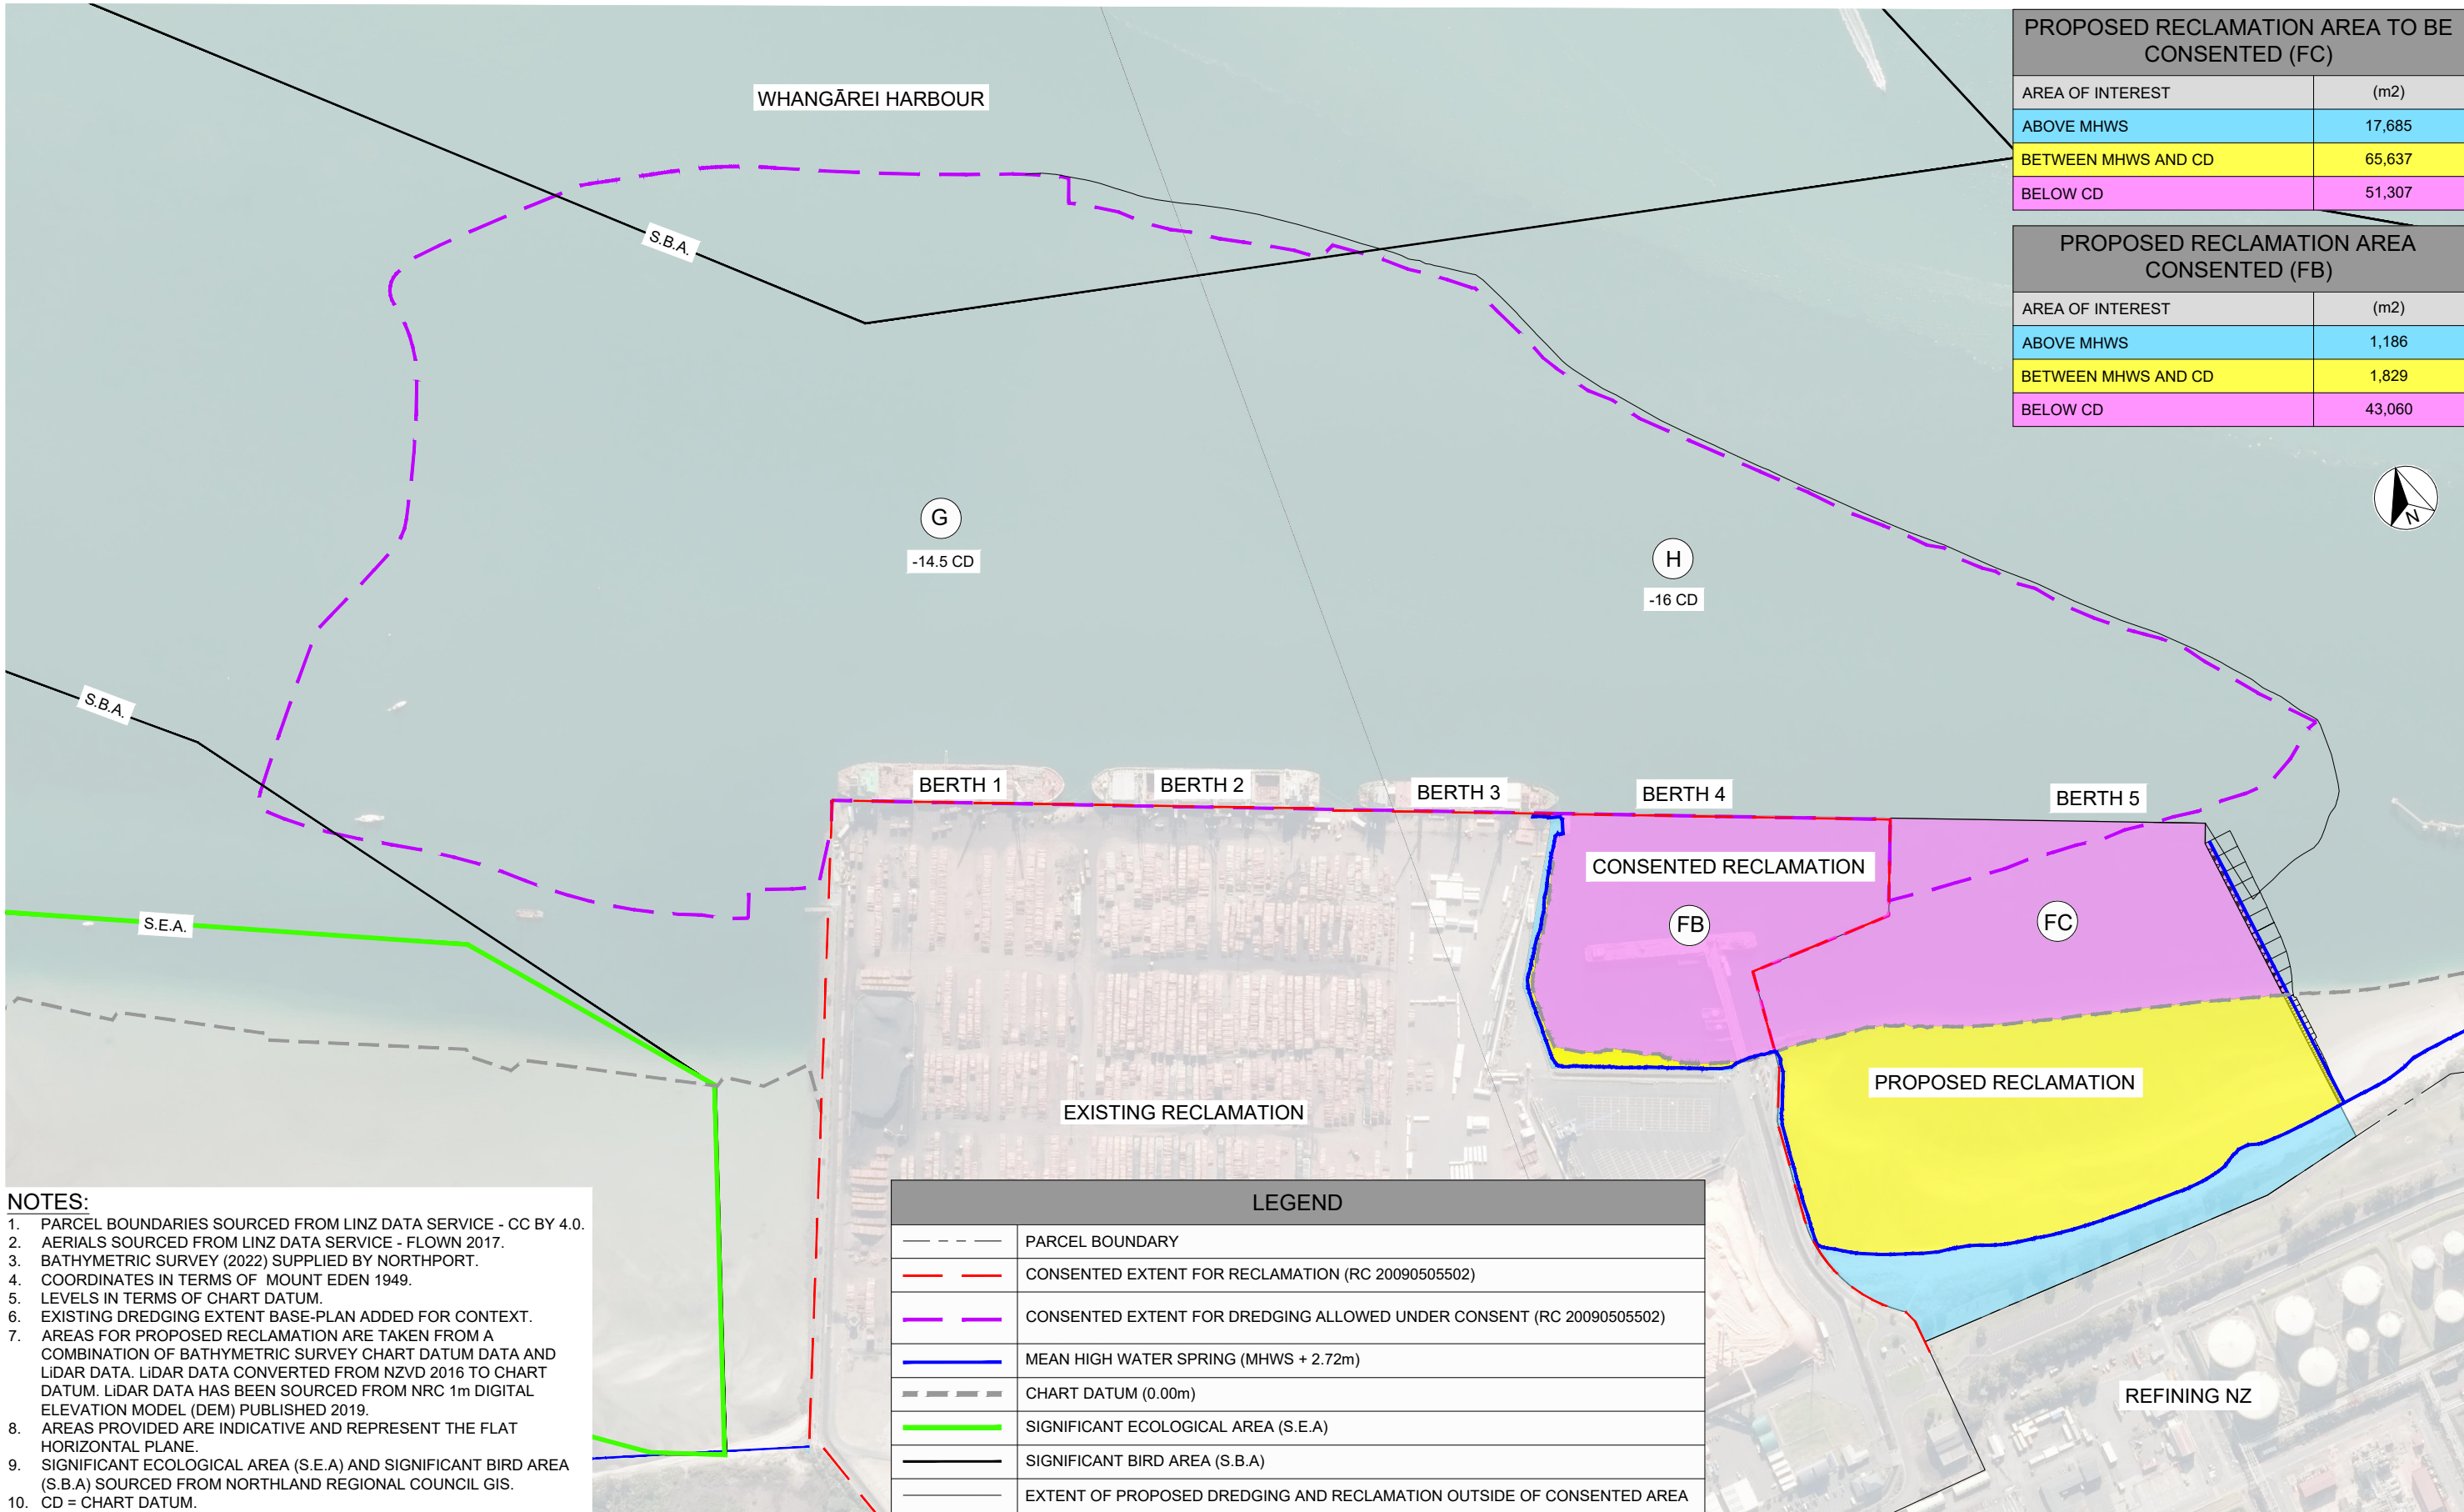 WHANGĀREI HARBOUR
PROPOSED RECLAMATION AREA TO BE
CONSENTED (FC)
AREA OF INTEREST (m2)
ABOVE MHWS 17,685
BETWEEN MHWS AND CD 65,637
BELOW CD 51,307
PROPOSED RECLAMATION AREA
CONSENTED (FB)
AREA OF INTEREST (m2)
ABOVE MHWS 1,186
BETWEEN MHWS AND CD 1,829
BELOW CD 43,060
N
S.B.A.
G
-14.5 CD
H
-16 CD
S.B.A.
BERTH 1
BERTH 2
BERTH 3
BERTH 4
BERTH 5
CONSENTED RECLAMATION
FB
FC
S.E.A.
PROPOSED RECLAMATION
EXISTING RECLAMATION
REFINING NZ
NOTES:
1. PARCEL BOUNDARIES SOURCED FROM LINZ DATA SERVICE - CC BY 4.0.
2. AERIALS SOURCED FROM LINZ DATA SERVICE - FLOWN 2017.
3. BATHYMETRIC SURVEY (2022) SUPPLIED BY NORTHPORT.
4. COORDINATES IN TERMS OF MOUNT EDEN 1949.
5. LEVELS IN TERMS OF CHART DATUM.
6. EXISTING DREDGING EXTENT BASE-PLAN ADDED FOR CONTEXT.
7. AREAS FOR PROPOSED RECLAMATION ARE TAKEN FROM A
COMBINATION OF BATHYMETRIC SURVEY CHART DATUM DATA AND
LiDAR DATA. LiDAR DATA CONVERTED FROM NZVD 2016 TO CHART
DATUM. LiDAR DATA HAS BEEN SOURCED FROM NRC 1m DIGITAL
ELEVATION MODEL (DEM) PUBLISHED 2019.
8. AREAS PROVIDED ARE INDICATIVE AND REPRESENT THE FLAT
HORIZONTAL PLANE.
9. SIGNIFICANT ECOLOGICAL AREA (S.E.A) AND SIGNIFICANT BIRD AREA
(S.B.A) SOURCED FROM NORTHLAND REGIONAL COUNCIL GIS.
10. CD = CHART DATUM.
LEGEND
PARCEL BOUNDARY
CONSENTED EXTENT FOR RECLAMATION (RC 20090505502)
CONSENTED EXTENT FOR DREDGING ALLOWED UNDER CONSENT (RC 20090505502)
MEAN HIGH WATER SPRING (MHWS + 2.72m)
CHART DATUM (0.00m)
SIGNIFICANT ECOLOGICAL AREA (S.E.A)
SIGNIFICANT BIRD AREA (S.B.A)
EXTENT OF PROPOSED DREDGING AND RECLAMATION OUTSIDE OF CONSENTED AREA